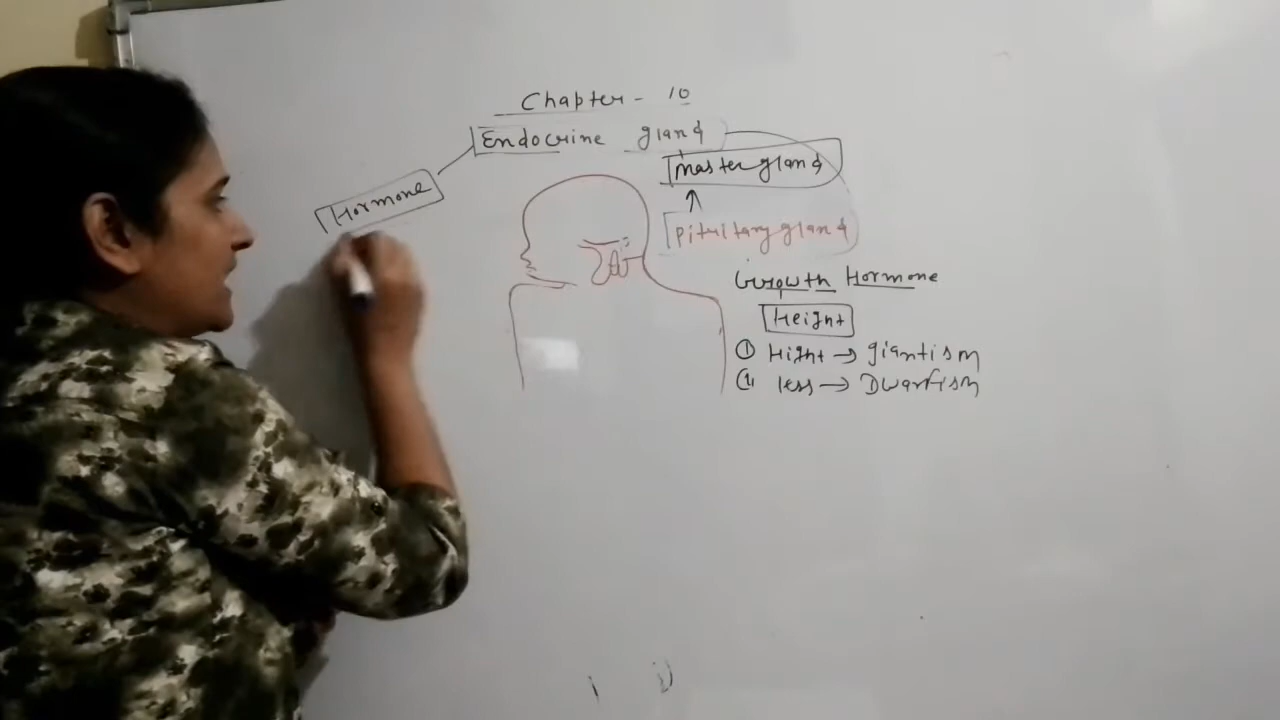 Chapter - 10
Endocrine gland
master gland
Hormone
Pituitary gland
Growth Hormone
Height
① Hight → giantism
② less → Dwarfism